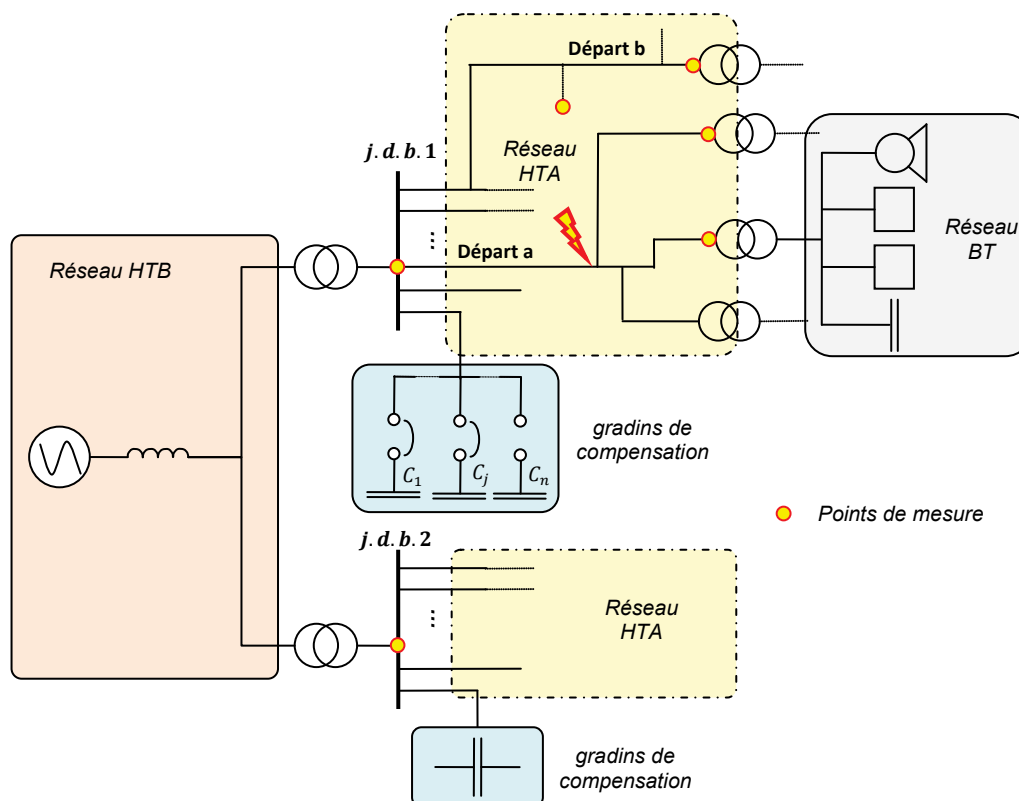 Départ b
j.d.b.1
Réseau
HTA
Réseau HTB
...
Départ a
Réseau
BT
gradins de
compensation
C1
Cj
Cn
Points de mesure
j.d.b.2
...
Réseau
HTA
gradins de
compensation